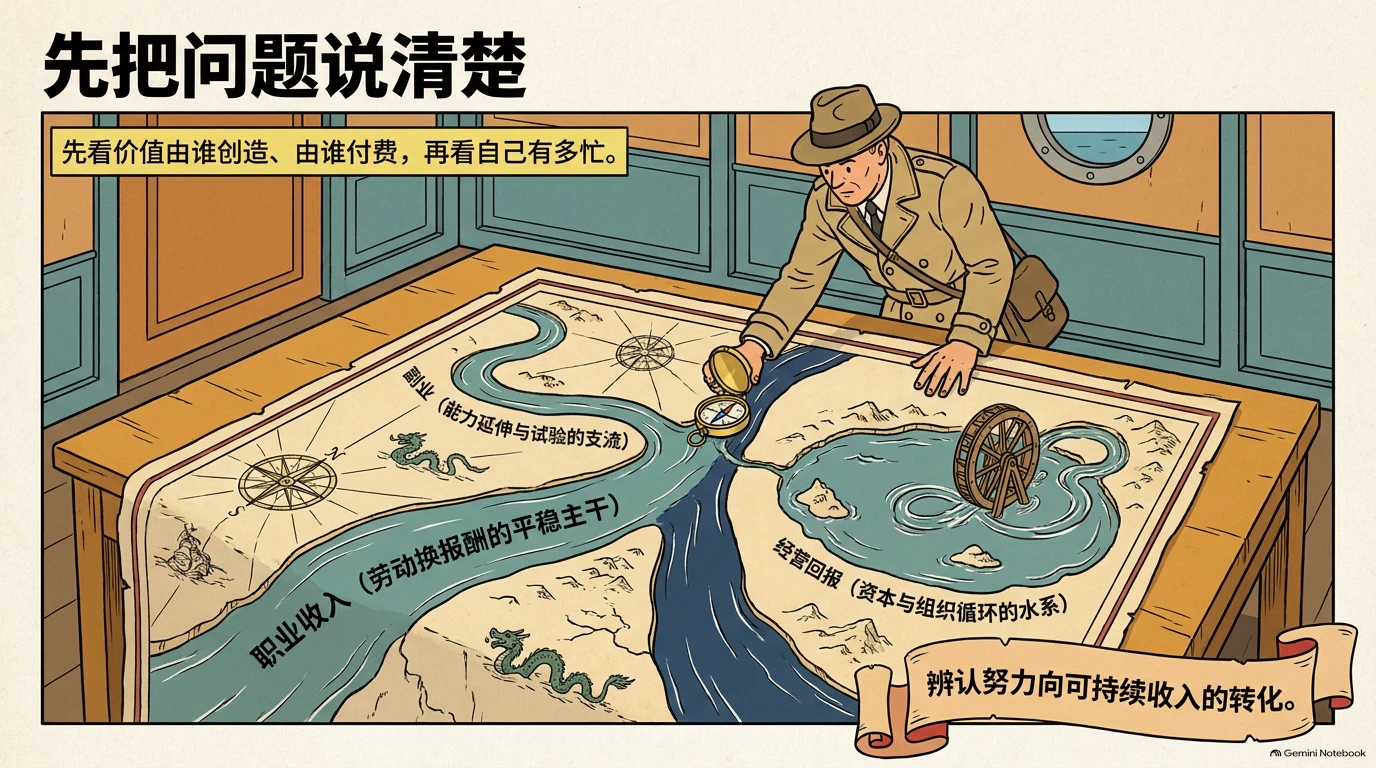 先把问题说清楚
先看价值由谁创造、由谁付费，再看自己有多忙。
副业（能力延伸与试验的支流）
N
S
职业收入（劳动换报酬的平稳主干）
经营回报（资本与组织循环的水系）
辨认努力向可持续收入的转化。
Gemini Notebook